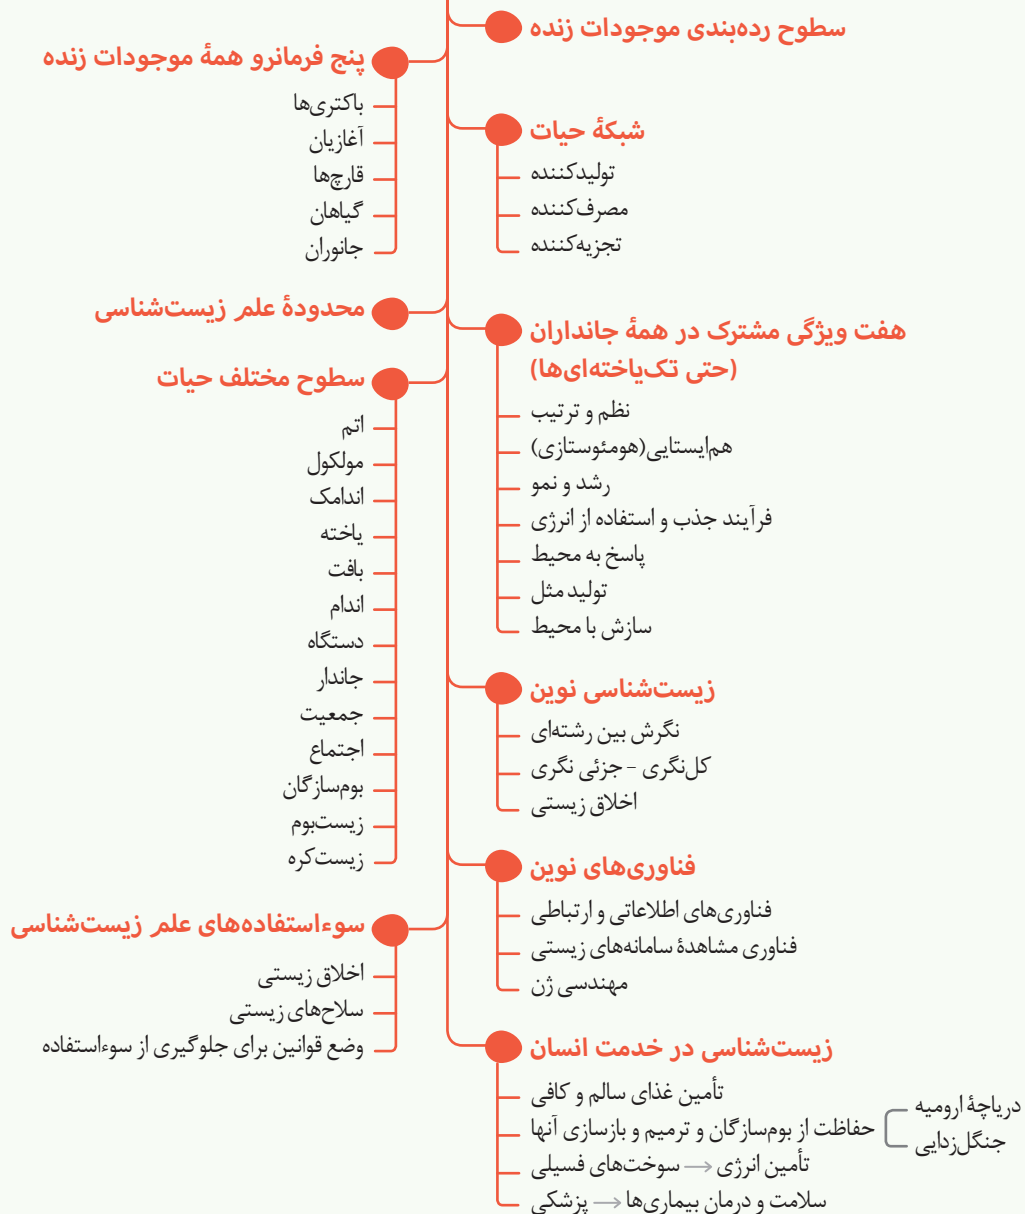 سطوح رده‌بندی موجودات زنده
پنج فرمانرو همهٔ موجودات زنده
باکتری‌ها
آغازیان
قارچ‌ها
گیاهان
جانوران
شبکهٔ حیات
تولیدکننده
مصرف‌کننده
تجزیه‌کننده
محدودهٔ علم زیست‌شناسی
هفت ویژگی مشترک در همهٔ جانداران
(حتی تک‌یاخته‌ای‌ها)
نظم و ترتیب
هم‌ایستایی(هومئوستازی)
رشد و نمو
فرآیند جذب و استفاده از انرژی
پاسخ به محیط
تولید مثل
سازش با محیط
سطوح مختلف حیات
اتم
مولکول
اندامک
یاخته
بافت
اندام
دستگاه
جاندار
جمعیت
اجتماع
بوم‌سازگان
زیست‌بوم
زیست‌کره
زیست‌شناسی نوین
نگرش بین رشته‌ای
کل‌نگری - جزئی نگری
اخلاق زیستی
فناوری‌های نوین
فناوری‌های اطلاعاتی و ارتباطی
فناوری مشاهدهٔ سامانه‌های زیستی
مهندسی ژن
سوءاستفاده‌های علم زیست‌شناسی
اخلاق زیستی
سلاح‌های زیستی
وضع قوانین برای جلوگیری از سوءاستفاده
زیست‌شناسی در خدمت انسان
تأمین غذای سالم و کافی
حفاظت از بوم‌سازگان و ترمیم و بازسازی آنها
دریاچهٔ ارومیه
جنگل‌زدایی
تأمین انرژی ← سوخت‌های فسیلی
سلامت و درمان بیماری‌ها ← پزشکی